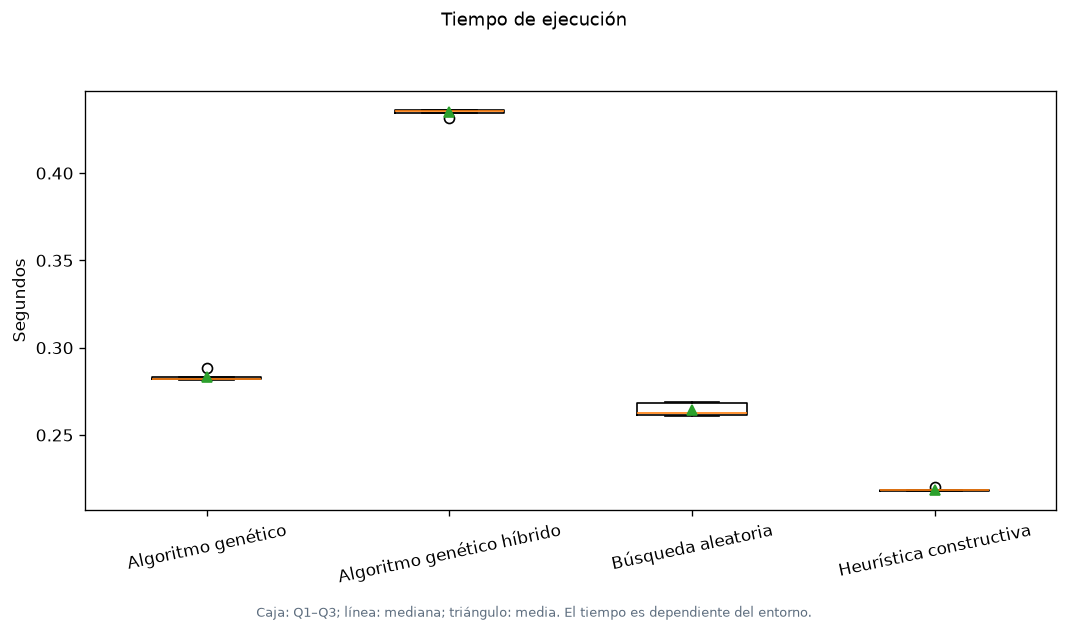 Tiempo de ejecución
Segundos
0.40
0.35
0.30
0.25
Algoritmo genético
Algoritmo genético híbrido
Búsqueda aleatoria
Heurística constructiva
Caja: Q1–Q3; línea: mediana; triángulo: media. El tiempo es dependiente del entorno.